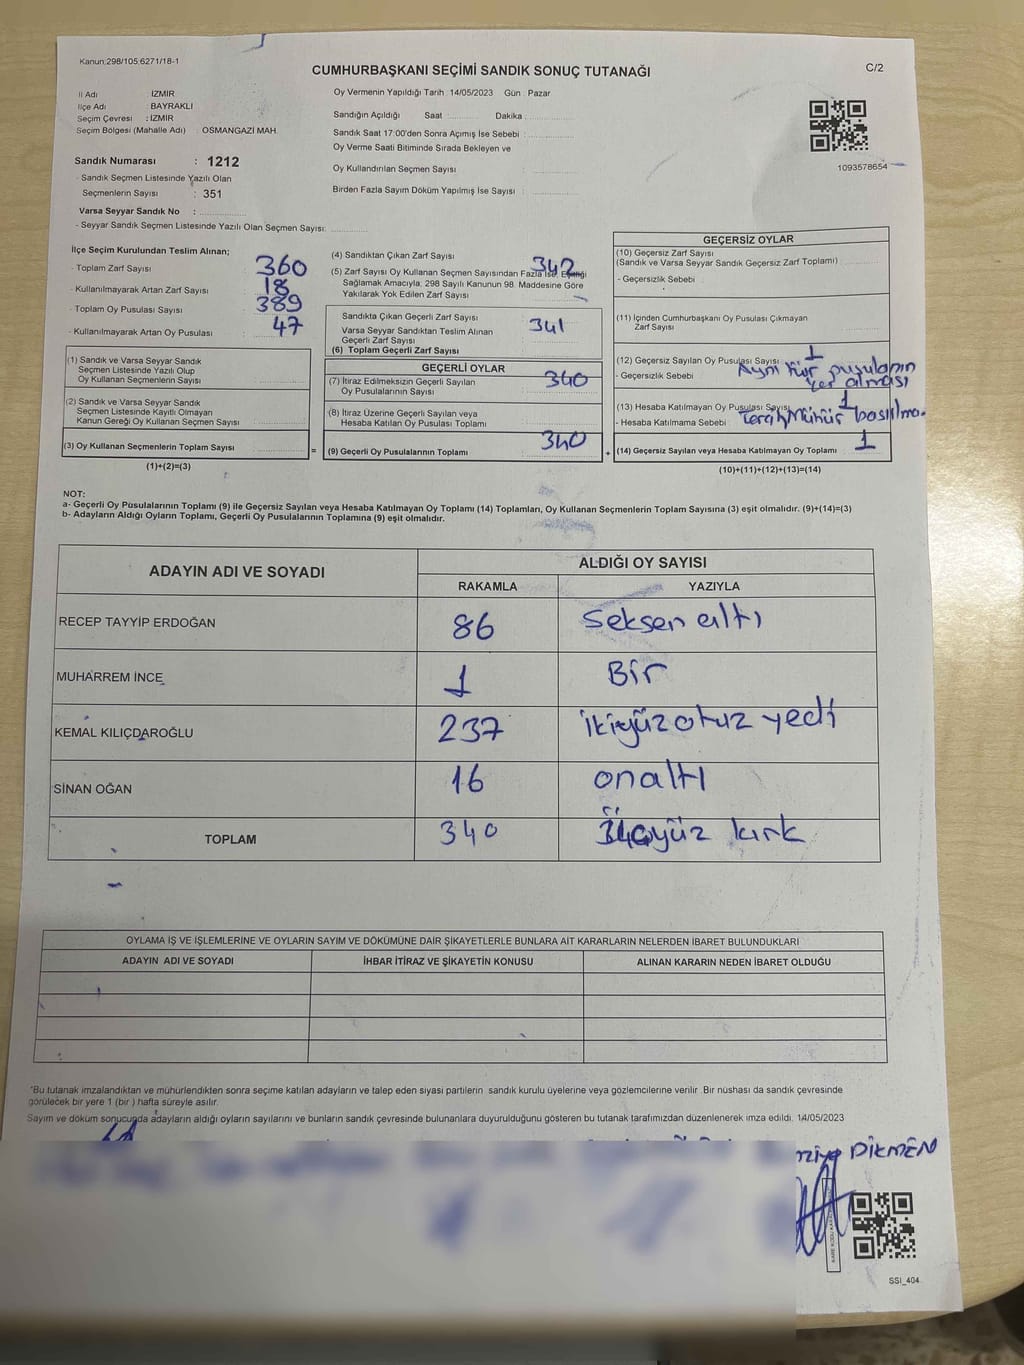 Kanun:298/105;6271/18-1
CUMHURBAŞKANI SEÇİMİ SANDIK SONUÇ TUTANAĞI
C/2
İl Adı : İZMİR
İlçe Adı : BAYRAKLI
Seçim Çevresi : İZMİR
Seçim Bölgesi (Mahalle Adı) : OSMANGAZİ MAH.
Sandık Numarası : 1212
- Sandık Seçmen Listesinde Yazılı Olan
Seçmenlerin Sayısı : 351
Varsa Seyyar Sandık No :
- Seyyar Sandık Seçmen Listesinde Yazılı Olan Seçmen Sayısı:
Oy Vermenin Yapıldığı Tarih : 14/05/2023 Gün : Pazar
Sandığın Açıldığı Saat Dakika
Sandık Saat 17:00'den Sonra Açımış İse Sebebi :
Oy Verme Saati Bitiminde Sırada Bekleyen ve
Oy Kullandırılan Seçmen Sayısı :
Birden Fazla Sayım Döküm Yapılmış İse Sayısı :
1093578654
İlçe Seçim Kurulundan Teslim Alınan;
- Toplam Zarf Sayısı 360
- Kullanılmayarak Artan Zarf Sayısı 18
- Toplam Oy Pusulası Sayısı 389
- Kullanılmayarak Artan Oy Pusulası 47
(1) Sandık ve Varsa Seyyar Sandık
Seçmen Listesinde Yazılı Olup
Oy Kullanan Seçmenlerin Sayısı
(2) Sandık ve Varsa Seyyar Sandık
Seçmen Listesinde Kayıtlı Olmayan
Kanun Gereği Oy Kullanan Seçmen Sayısı
(3) Oy Kullanan Seçmenlerin Toplam Sayısı
(1)+(2)=(3)
=
(4) Sandıktan Çıkan Zarf Sayısı 342
(5) Zarf Sayısı Oy Kullanan Seçmen Sayısından Fazla İse, Eşitliği
Sağlamak Amacıyla, 298 Sayılı Kanunun 98. Maddesine Göre
Yakılarak Yok Edilen Zarf Sayısı
Sandıkta Çıkan Geçerli Zarf Sayısı
Varsa Seyyar Sandıktan Teslim Alınan 341
Geçerli Zarf Sayısı
(6) Toplam Geçerli Zarf Sayısı
GEÇERLİ OYLAR
(7) İtiraz Edilmeksizin Geçerli Sayılan 340
Oy Pusulasının Sayısı
(8) İtiraz Üzerine Geçerli Sayılan veya
Hesaba Katılan Oy Pusulası Toplamı
(9) Geçerli Oy Pusulalarının Toplamı 340
+
GEÇERSİZ OYLAR
(10) Geçersiz Zarf Sayısı
(Sandık ve Varsa Seyyar Sandık Geçersiz Zarf Toplamı)
- Geçersizlik Sebebi
(11) İçinden Cumhurbaşkanı Oy Pusulası Çıkmayan
Zarf Sayısı
(12) Geçersiz Sayılan Oy Pusulası Sayısı 1
- Geçersizlik Sebebi Aynı tür pusulanın
yer alması
(13) Hesaba Katılmayan Oy Pusulası Sayısı 1
- Hesaba Katılmama Sebebi Tercih Mühür basılma.
(14) Geçersiz Sayılan veya Hesaba Katılmayan Oy Toplamı 1
(10)+(11)+(12)+(13)=(14)
NOT:
a- Geçerli Oy Pusulalarının Toplamı (9) ile Geçersiz Sayılan veya Hesaba Katılmayan Oy Toplamı (14) Toplamları, Oy Kullanan Seçmenlerin Toplam Sayısına (3) eşit olmalıdır. (9)+(14)=(3)
b- Adayların Aldığı Oyların Toplamı, Geçerli Oy Pusulalarının Toplamına (9) eşit olmalıdır.
ADAYIN ADI VE SOYADI ALDIĞI OY SAYISI
RAKAMLA YAZIYLA
RECEP TAYYİP ERDOĞAN 86 Seksen altı
MUHARREM İNCE 1 Bir
KEMAL KILIÇDAROĞLU 237 İkiyüzotuz yedi
SİNAN OĞAN 16 onaltı
TOPLAM 340 Üçyüz kırk
OYLAMA İŞ VE İŞLEMLERİNE VE OYLARIN SAYIM VE DÖKÜMÜNE DAİR ŞİKAYETLERLE BUNLARA AİT KARARLARIN NELERDEN İBARET BULUNDUKLARI
ADAYIN ADI VE SOYADI İHBAR İTİRAZ VE ŞİKAYETİN KONUSU ALINAN KARARIN NEDEN İBARET OLDUĞU
"Bu tutanak imzalandıktan ve mühürlendikten sonra seçime katılan adayların ve talep eden siyasi partilerin sandık kurulu üyelerine veya gözlemcilerine verilir .Bir nüshası da sandık çevresinde
görülecek bir yere 1 (bir ) hafta süreyle asılır.
Sayım ve döküm sonucunda adayların aldığı oyların sayılarını ve bunların sandık çevresinde bulunanlara duyurulduğunu gösteren bu tutanak tarafımızdan düzenlenerek imza edildi. 14/05/2023
DİKMEN
SSI_404